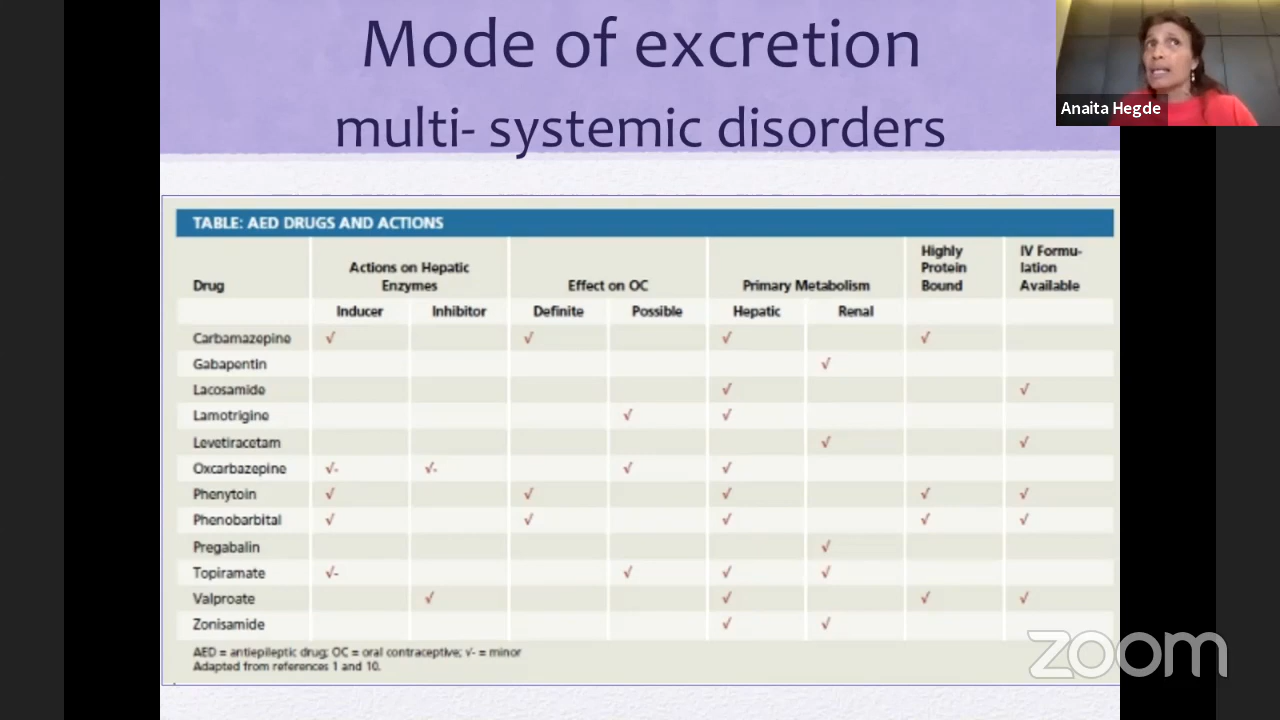 Mode of excretion
multi- systemic disorders
Anaita Hegde
TABLE: AED DRUGS AND ACTIONS
Drug Actions on Hepatic Enzymes Effect on OC Primary Metabolism Highly Protein Bound IV Formu-lation Available
Inducer Inhibitor Definite Possible Hepatic Renal
Carbamazepine √ √ √ √
Gabapentin √
Lacosamide √ √
Lamotrigine √ √
Levetiracetam √ √
Oxcarbazepine √- √- √ √
Phenytoin √ √ √ √ √
Phenobarbital √ √ √ √ √
Pregabalin √
Topiramate √- √ √ √
Valproate √ √ √ √
Zonisamide √ √
AED = antiepileptic drug; OC = oral contraceptive; √- = minor
Adapted from references 1 and 10.
zoom